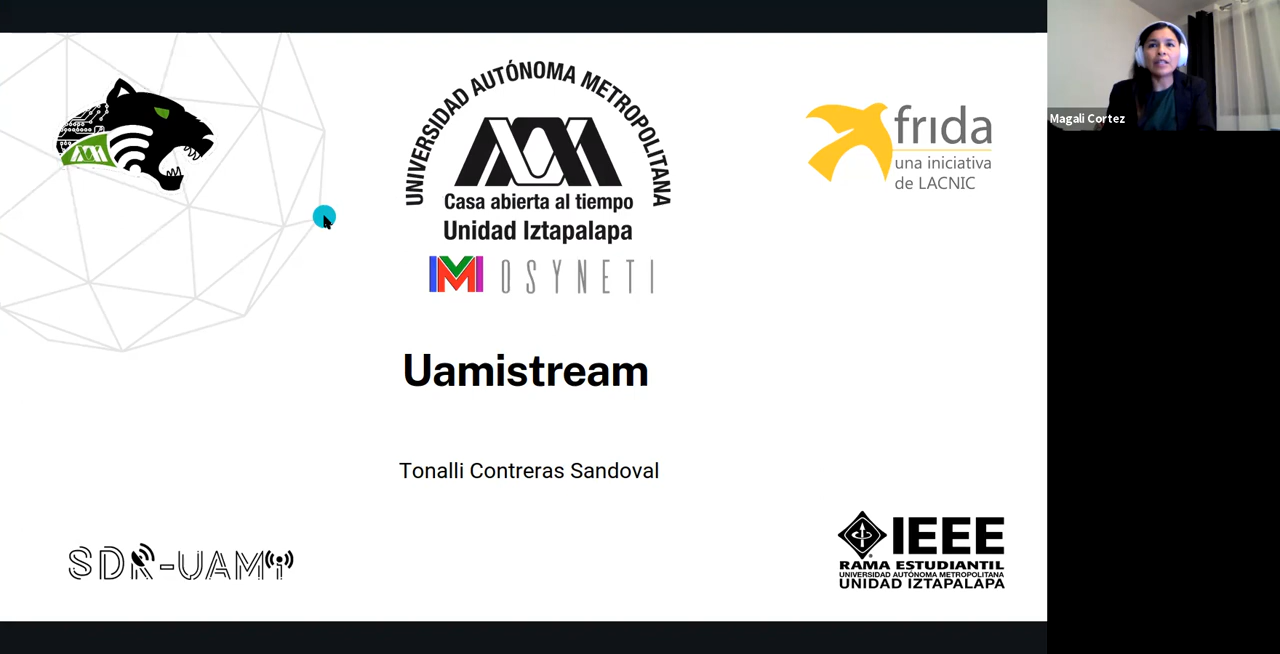 UNIVERSIDAD AUTÓNOMA METROPOLITANA
Casa abierta al tiempo
Unidad Iztapalapa
M OSYNETI
frida
una iniciativa
de LACNIC
Magali Cortez
Uamistream
Tonalli Contreras Sandoval
SDR-UAMi
IEEE
RAMA ESTUDIANTIL
UNIVERSIDAD AUTÓNOMA METROPOLITANA
UNIDAD IZTAPALAPA